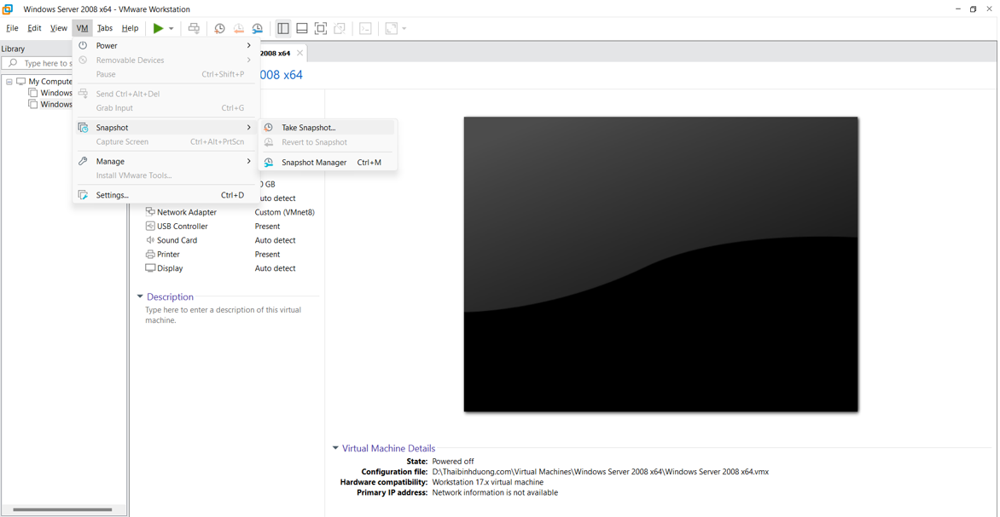 Windows Server 2008 x64 - VMware Workstation
File Edit View VM Tabs Help
Library
Type here to s
My Compute
Windows
Windows
Power
Removable Devices
Pause Ctrl+Shift+P
Send Ctrl+Alt+Del
Grab Input Ctrl+G
Snapshot
Capture Screen Ctrl+Alt+PrtScn
Manage
Install VMware Tools...
Settings... Ctrl+D
Take Snapshot...
Revert to Snapshot
Snapshot Manager Ctrl+M
2008 x64
008 x64
0 GB
uto detect
Network Adapter Custom (VMnet8)
USB Controller Present
Sound Card Auto detect
Printer Present
Display Auto detect
Description
Type here to enter a description of this virtual
machine.
Virtual Machine Details
State: Powered off
Configuration file: D:\Thaibinhduong.com\Virtual Machines\Windows Server 2008 x64\Windows Server 2008 x64.vmx
Hardware compatibility: Workstation 17.x virtual machine
Primary IP address: Network information is not available